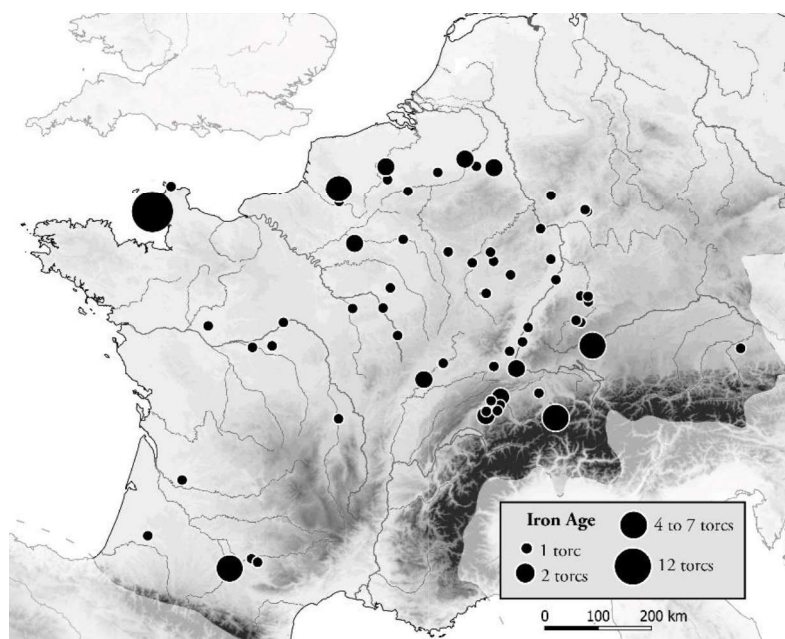 Iron Age
1 torc
2 torcs
4 to 7 torcs
12 torcs
0 100 200 km